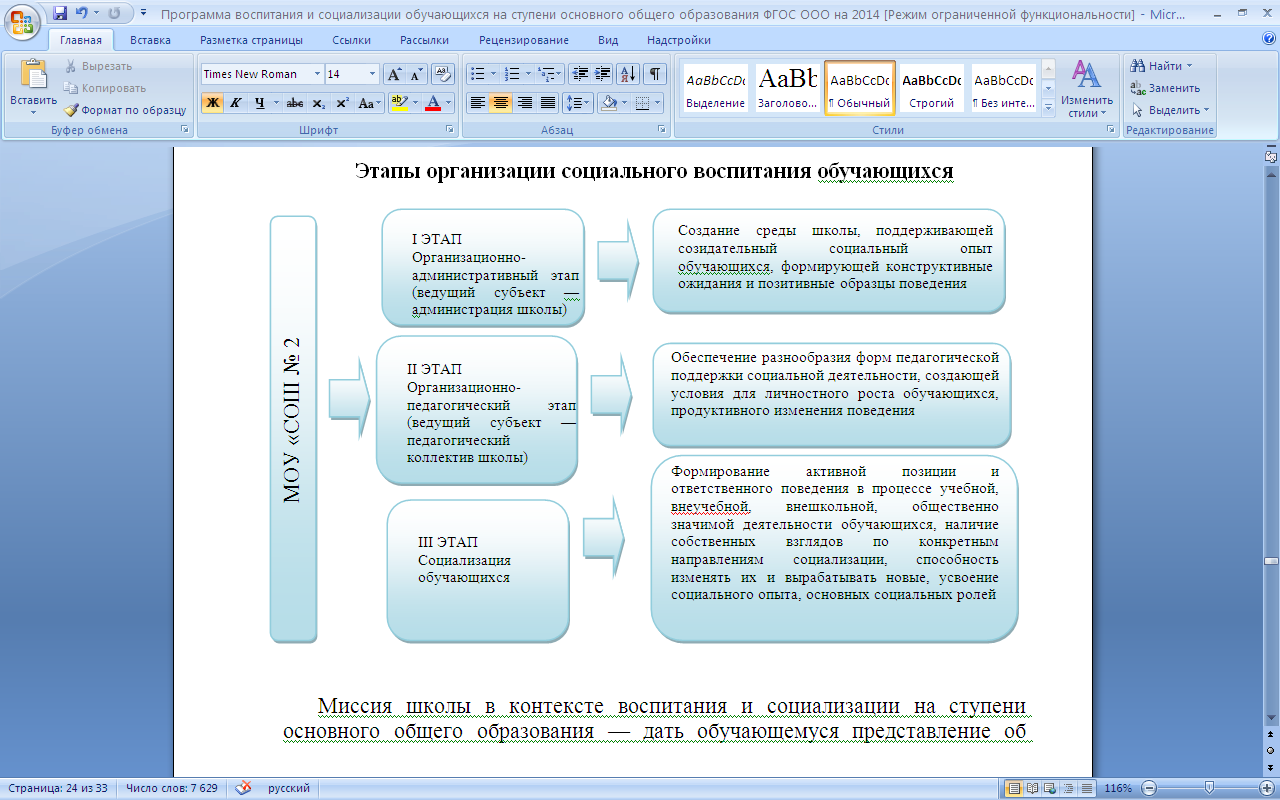 Программа воспитания и социализации обучающихся на ступени основного общего образования ФГОС ООО на 2014 [Режим ограниченной функциональности] - Micr...
Главная Вставка Разметка страницы Ссылки Рассылки Рецензирование Вид Надстройки
Вставить
Вырезать
Копировать
Формат по образцу
Буфер обмена
Times New Roman 14
Ж К Ч abc x₂ x² Aa
Шрифт
Абзац
AaBbCcDc AaBb AaBbCcDc AaBbCcDc AaBbCcDc
Выделение Заголово... ¶ Обычный Строгий ¶ Без инте...
Изменить стили
Стили
Найти
Заменить
Выделить
Редактирование
Этапы организации социального воспитания обучающихся
МОУ «СОШ № 2
I ЭТАП
Организационно-
административный этап
(ведущий субъект —
администрация школы)
Создание среды школы, поддерживающей
созидательный социальный опыт
обучающихся, формирующей конструктивные
ожидания и позитивные образцы поведения
II ЭТАП
Организационно-
педагогический этап
(ведущий субъект —
педагогический
коллектив школы)
Обеспечение разнообразия форм педагогической
поддержки социальной деятельности, создающей
условия для личностного роста обучающихся,
продуктивного изменения поведения
III ЭТАП
Социализация
обучающихся
Формирование активной позиции и
ответственного поведения в процессе учебной,
внеучебной, внешкольной, общественно
значимой деятельности обучающихся, наличие
собственных взглядов по конкретным
направлениям социализации, способность
изменять их и вырабатывать новые, усвоение
социального опыта, основных социальных ролей
Миссия школы в контексте воспитания и социализации на ступени
основного общего образования — дать обучающемуся представление об
Страница: 24 из 33 Число слов: 7 629 русский 116%